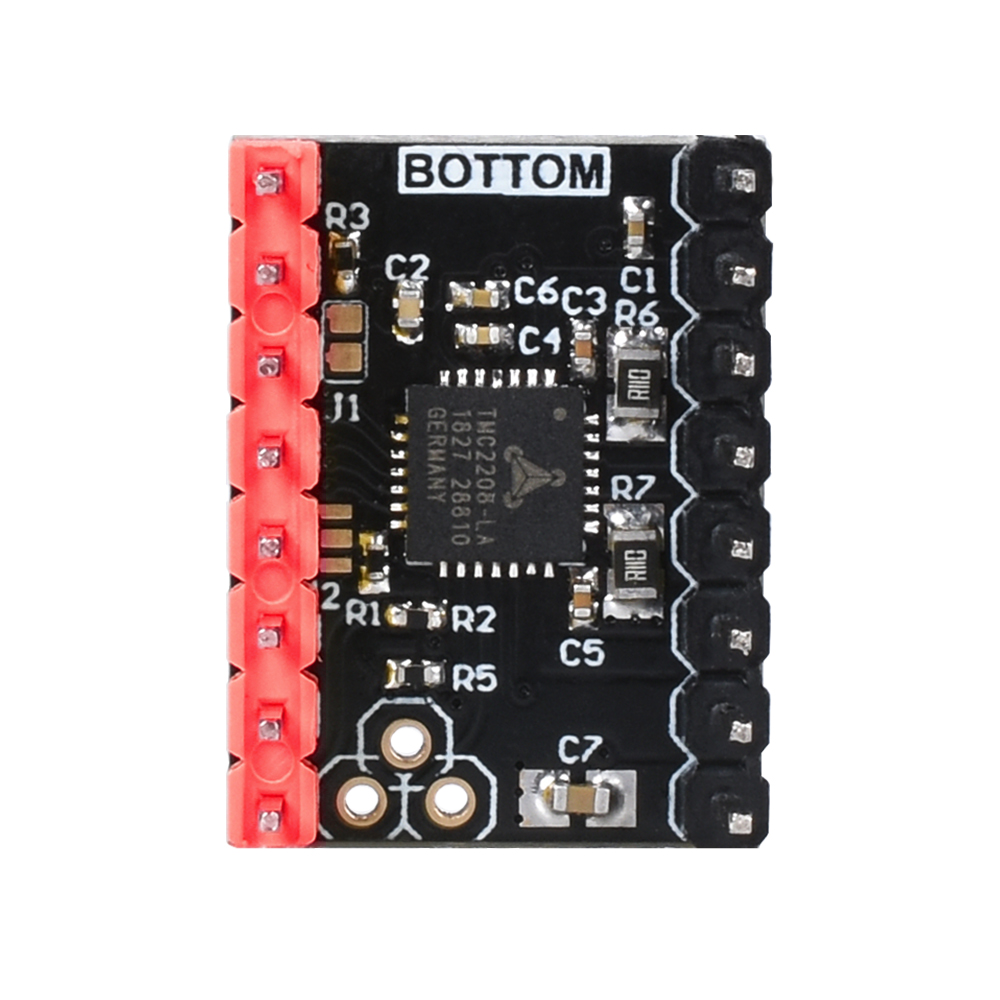 BOTTOM
R3
C2
C6
C3
C1
R6
C4
J1
TMC2208-LA
1827 28810
GERMANY
R110
R7
R110
2
R1
R2
C5
R5
C7